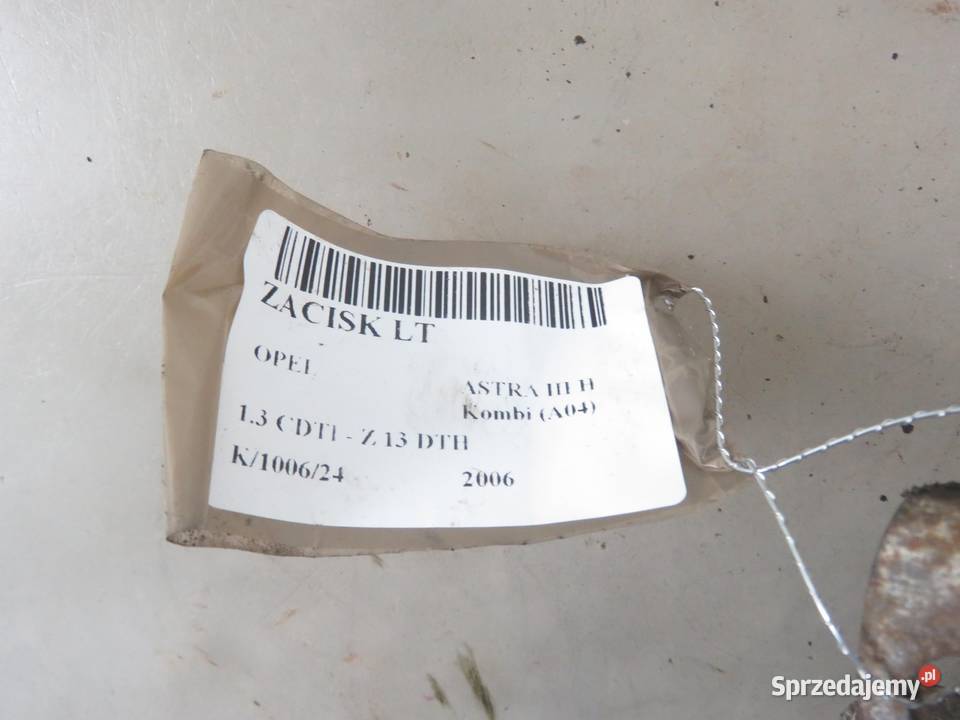 ZACISK LT
OPEL
ASTRA III H
Kombi (A04)
1.3 CDTI - Z 13 DTH
K/1006/24
2006
Sprzedajemy.pl